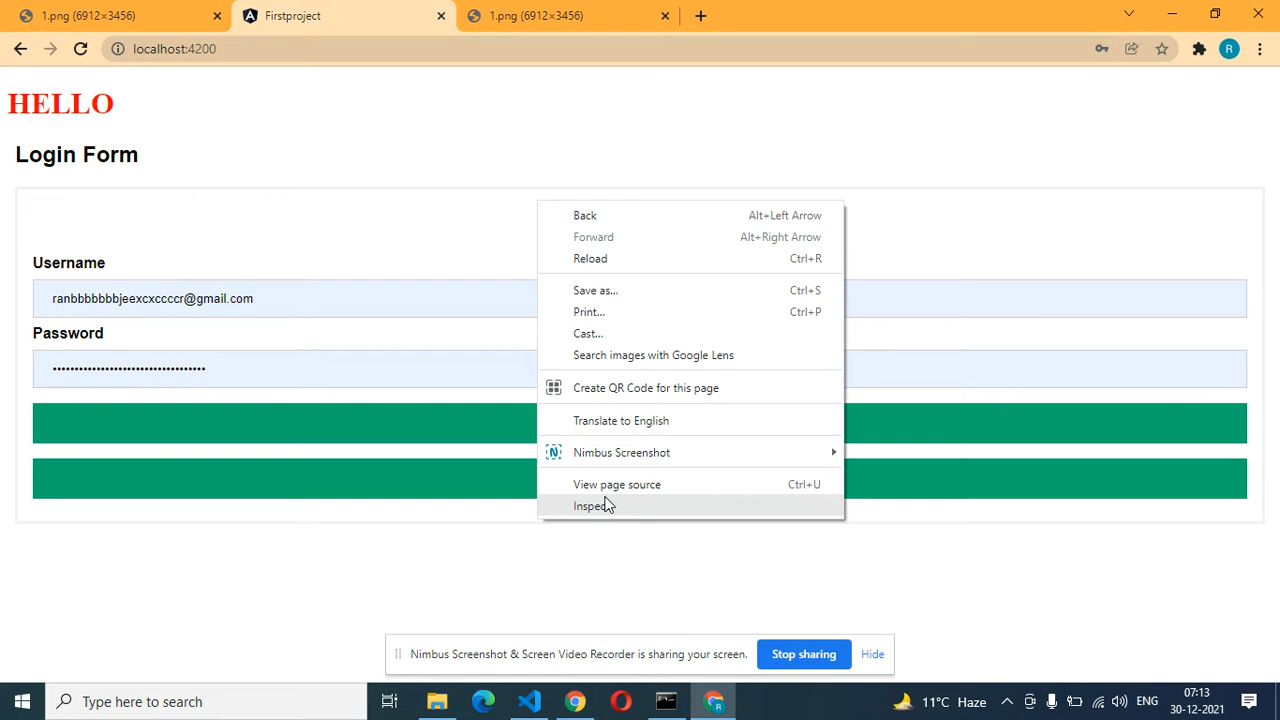 1.png (6912×3456)
Firstproject
1.png (6912×3456)
localhost:4200
R
HELLO
Login Form
Username
ranbbbbbbbjeexcxccccr@gmail.com
Password
Back Alt+Left Arrow
Forward Alt+Right Arrow
Reload Ctrl+R
Save as... Ctrl+S
Print... Ctrl+P
Cast...
Search images with Google Lens
Create QR Code for this page
Translate to English
Nimbus Screenshot
View page source Ctrl+U
Inspect
Nimbus Screenshot & Screen Video Recorder is sharing your screen. Stop sharing Hide
Type here to search
11°C Haze
ENG
07:13
30-12-2021